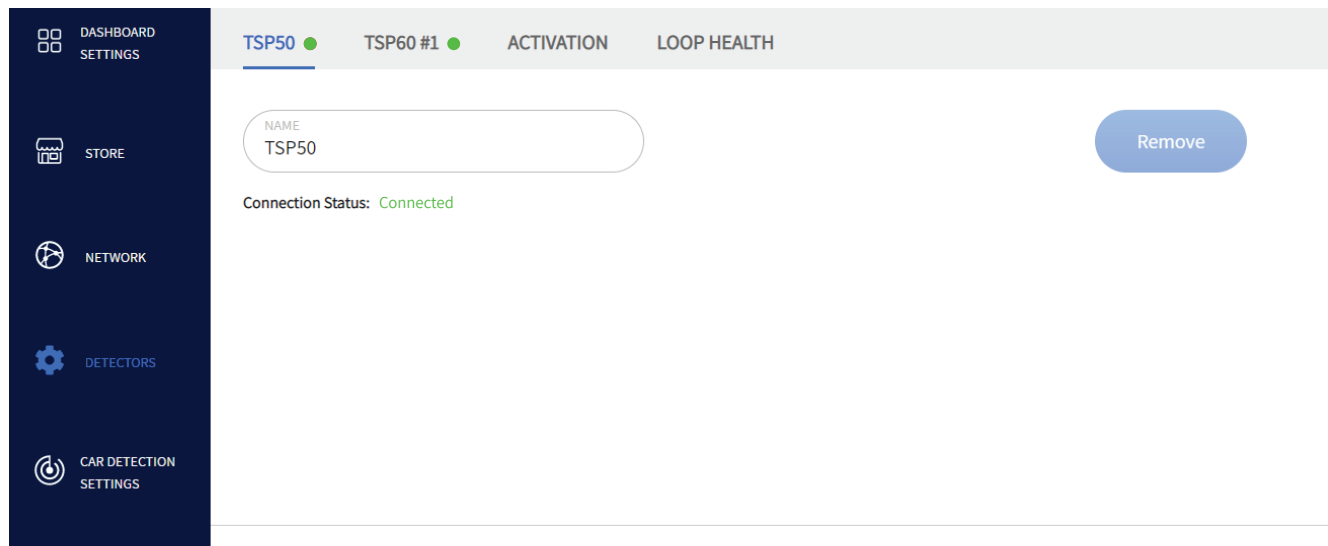 DASHBOARD
SETTINGS
STORE
NETWORK
DETECTORS
CAR DETECTION
SETTINGS
TSP50
TSP60 #1
ACTIVATION
LOOP HEALTH
NAME
TSP50
Remove
Connection Status: Connected